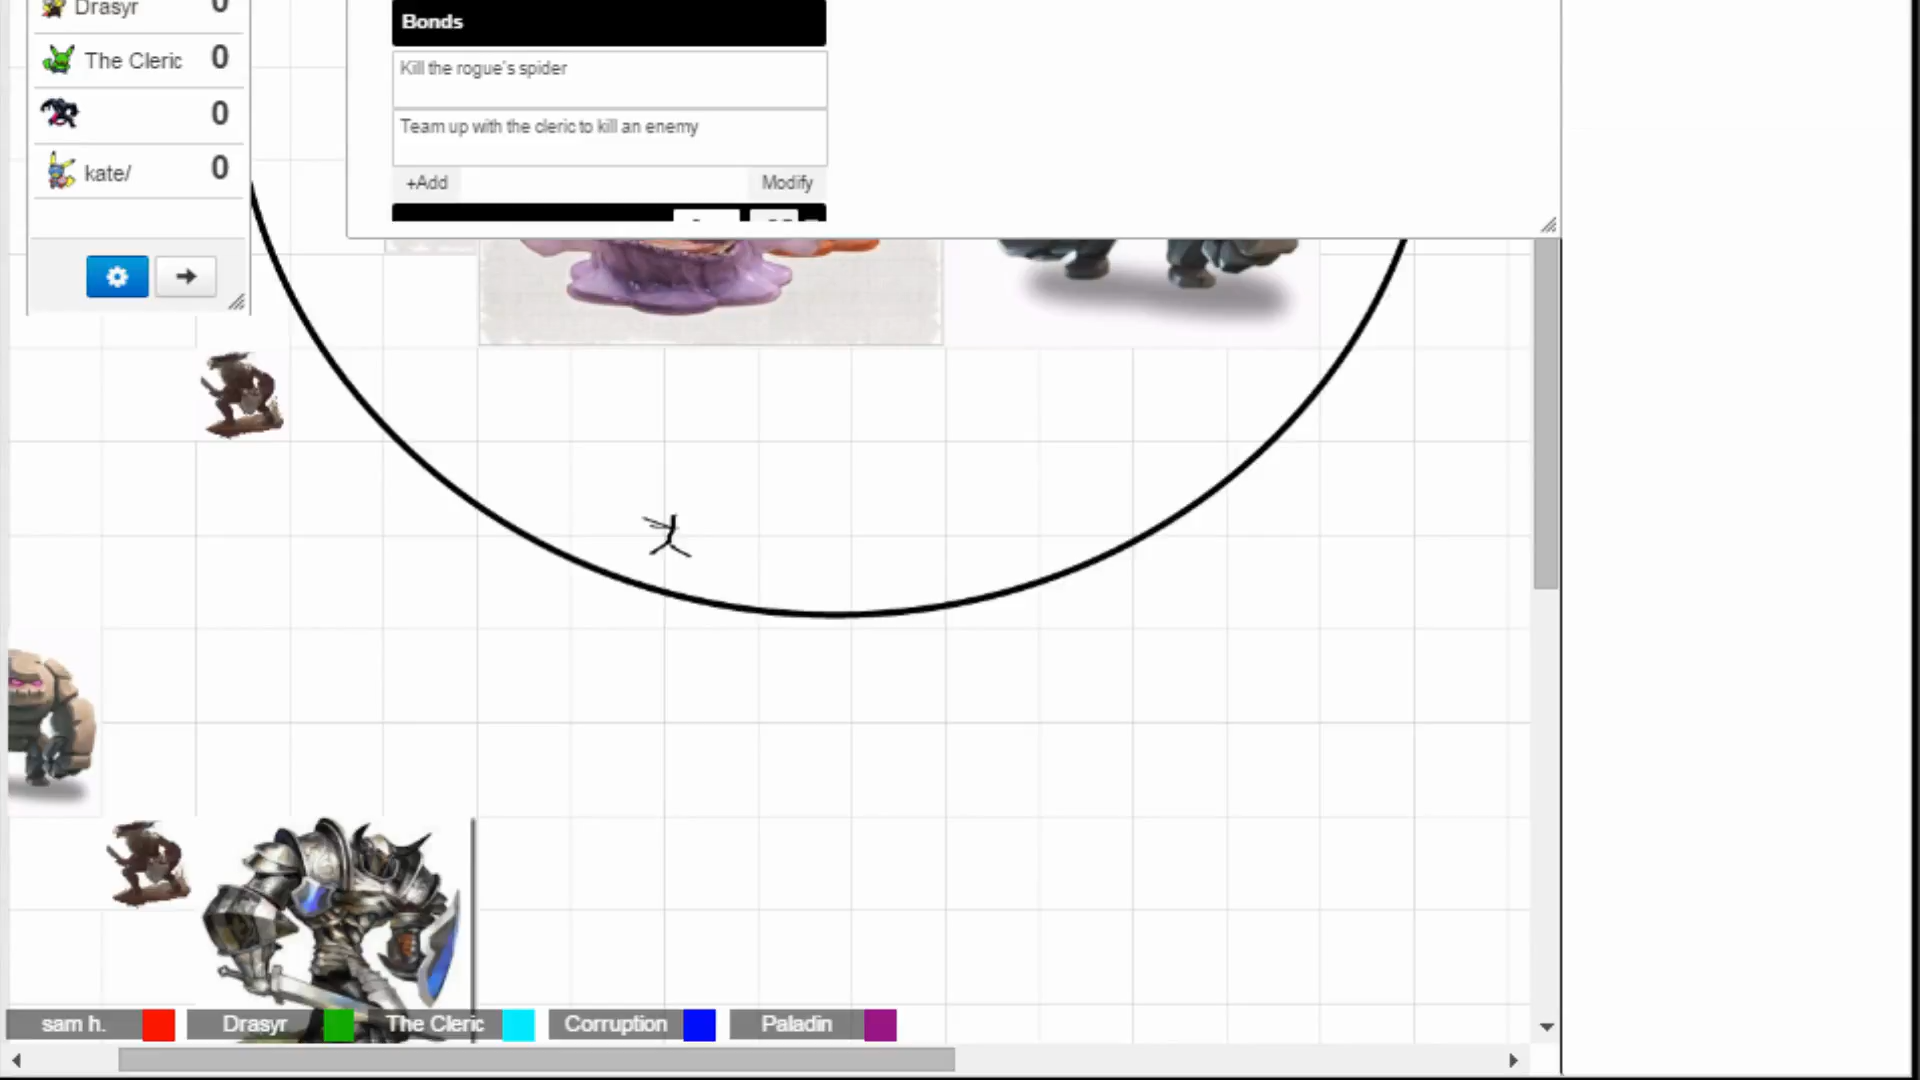 Drasyr 0
The Cleric 0
0
kate/ 0
Bonds
Kill the rogue's spider
Team up with the cleric to kill an enemy
+Add Modify
sam h. Drasyr The Cleric Corruption Paladin